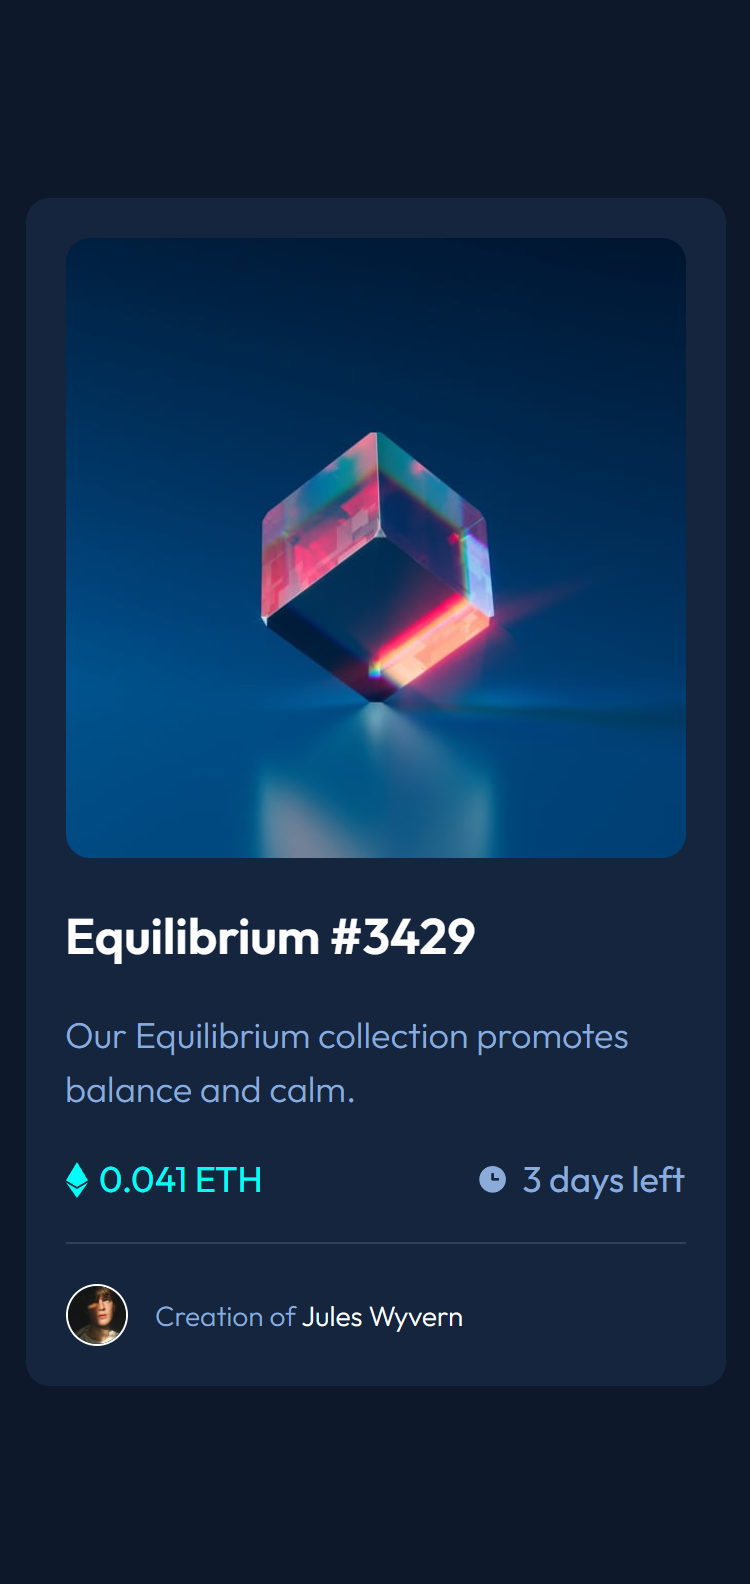 Equilibrium #3429
Our Equilibrium collection promotes
balance and calm.
0.041 ETH
3 days left
Creation of Jules Wyvern